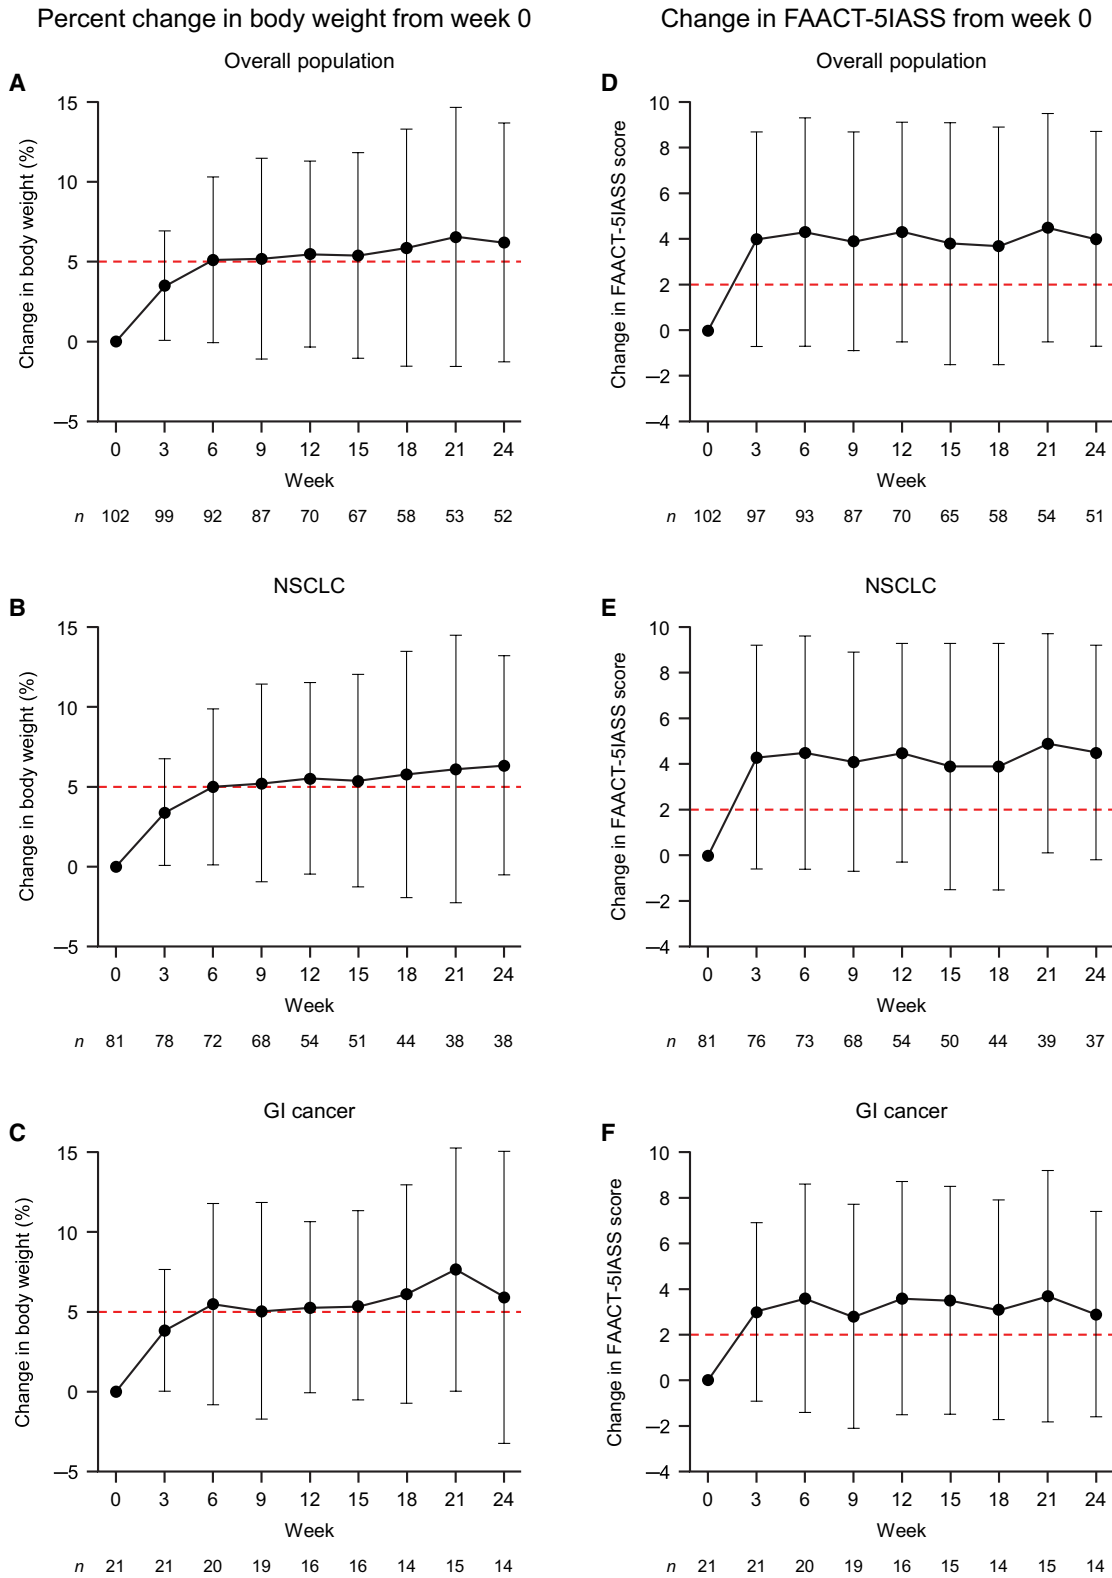 Percent change in body weight from week 0
Change in FAACT-5IASS from week 0
A
Overall population
Change in body weight (%)
15
10
5
0
–5
0 3 6 9 12 15 18 21 24
Week
n 102 99 92 87 70 67 58 53 52
D
Overall population
Change in FAACT-5IASS score
10
8
6
4
2
0
–2
–4
0 3 6 9 12 15 18 21 24
Week
n 102 97 93 87 70 65 58 54 51
B
NSCLC
Change in body weight (%)
15
10
5
0
–5
0 3 6 9 12 15 18 21 24
Week
n 81 78 72 68 54 51 44 38 38
E
NSCLC
Change in FAACT-5IASS score
10
8
6
4
2
0
–2
–4
0 3 6 9 12 15 18 21 24
Week
n 81 76 73 68 54 50 44 39 37
C
GI cancer
Change in body weight (%)
15
10
5
0
–5
0 3 6 9 12 15 18 21 24
Week
n 21 21 20 19 16 16 14 15 14
F
GI cancer
Change in FAACT-5IASS score
10
8
6
4
2
0
–2
–4
0 3 6 9 12 15 18 21 24
Week
n 21 21 20 19 16 15 14 15 14